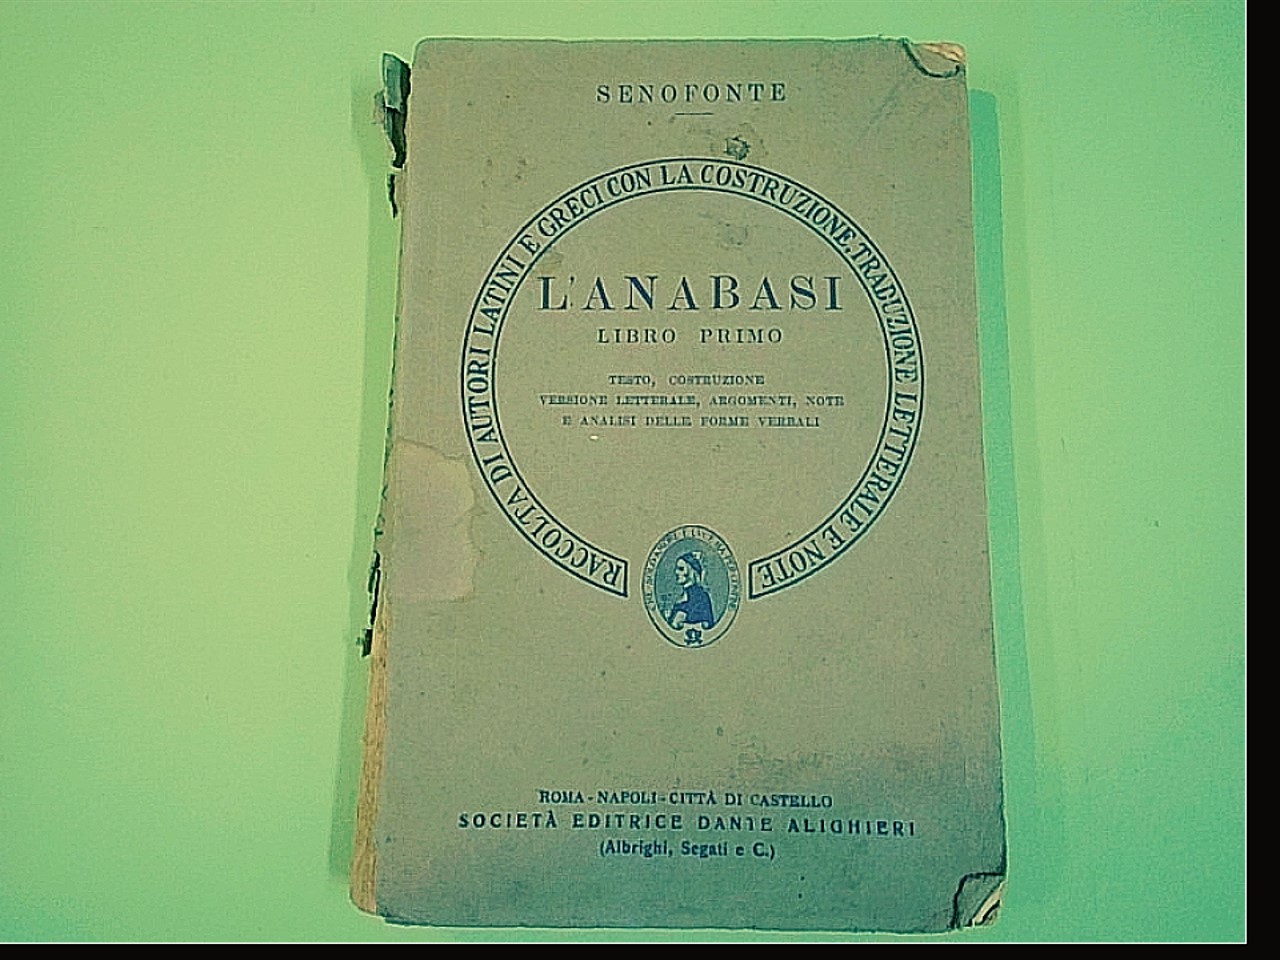 SENOFONTE
RACCOLTA DI AUTORI LATINI E GRECI CON LA COSTRUZIONE, TRADUZIONE LETTERALE E NOTE
L'ANABASI
LIBRO PRIMO
TESTO, COSTRUZIONE
VERSIONE LETTERALE, ARGOMENTI, NOTE
E ANALISI DELLE FORME VERBALI
ROMA - NAPOLI - CITTÀ DI CASTELLO
SOCIETÀ EDITRICE DANTE ALIGHIERI
(Albrighi, Segati e C.)